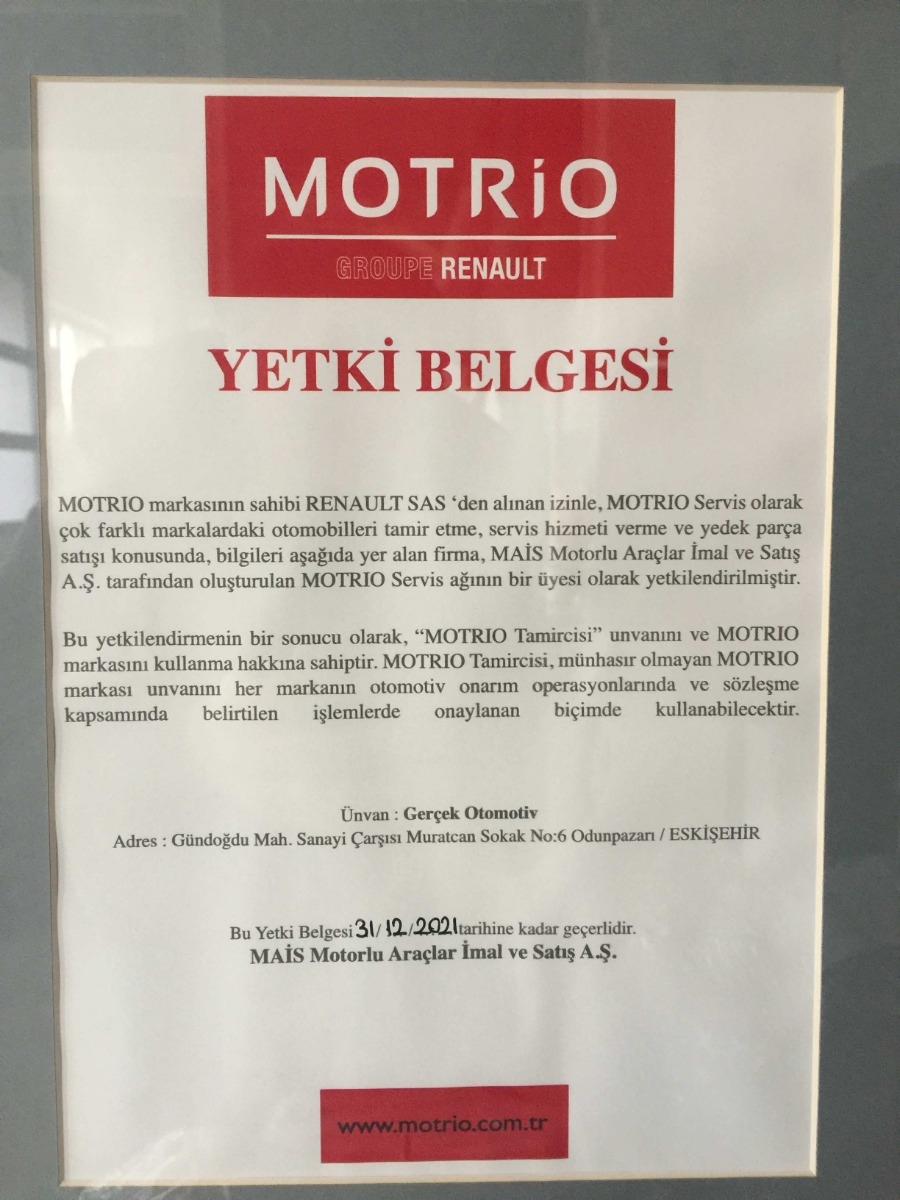 MOTRiO
GROUPE RENAULT
YETKİ BELGESİ
MOTRIO markasının sahibi RENAULT SAS ‘den alınan izinle, MOTRIO Servis olarak
çok farklı markalardaki otomobilleri tamir etme, servis hizmeti verme ve yedek parça
satışı konusunda, bilgileri aşağıda yer alan firma, MAİS Motorlu Araçlar İmal ve Satış
A.Ş. tarafından oluşturulan MOTRIO Servis ağının bir üyesi olarak yetkilendirilmiştir.
Bu yetkilendirmenin bir sonucu olarak, “MOTRIO Tamircisi” unvanını ve MOTRIO
markasını kullanma hakkına sahiptir. MOTRIO Tamircisi, münhasır olmayan MOTRIO
markası unvanını her markanın otomotiv onarım operasyonlarında ve sözleşme
kapsamında belirtilen işlemlerde onaylanan biçimde kullanabilecektir.
Ünvan : Gerçek Otomotiv
Adres : Gündoğdu Mah. Sanayi Çarşısı Muratcan Sokak No:6 Odunpazarı / ESKİŞEHİR
Bu Yetki Belgesi 31/12/2021 tarihine kadar geçerlidir.
MAİS Motorlu Araçlar İmal ve Satış A.Ş.
www.motrio.com.tr